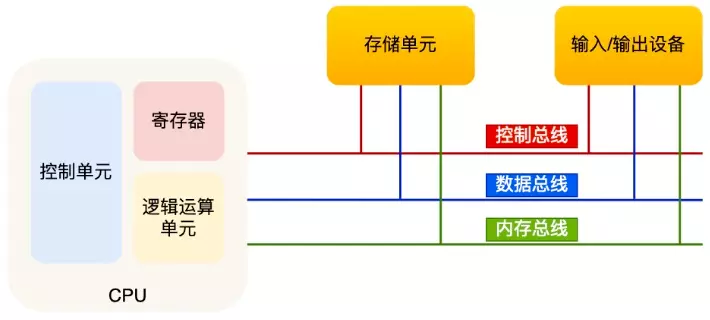 存储单元
输入/输出设备
控制单元
寄存器
逻辑运算
单元
CPU
控制总线
数据总线
内存总线